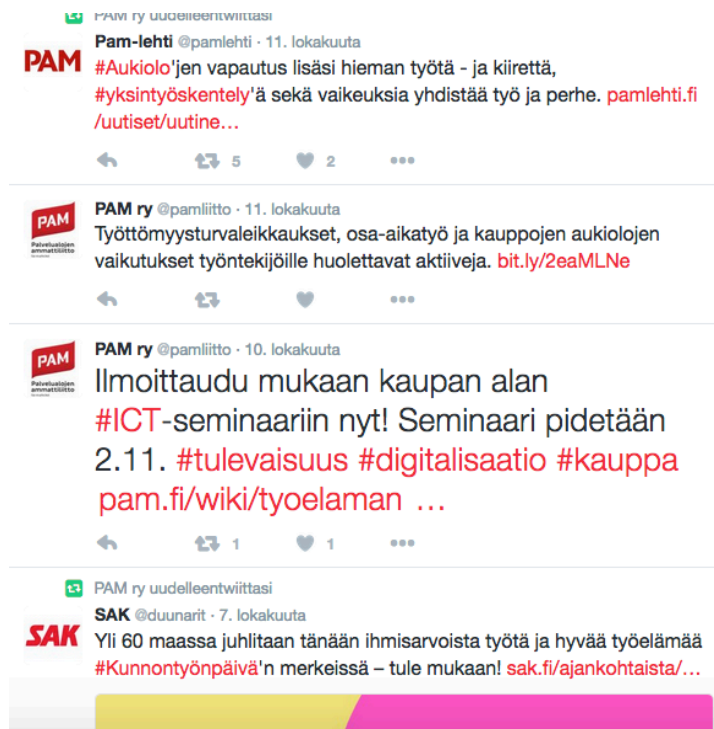 PAM ry uudelleentwiittasi
Pam-lehti @pamlehti · 11. lokakuuta
PAM
#Aukiolo'jen vapautus lisäsi hieman työtä - ja kiirettä,
#yksintyöskentely'ä sekä vaikeuksia yhdistää työ ja perhe. pamlehti.fi
/uutiset/uutine…
5 2
PAM ry @pamliitto · 11. lokakuuta
PAM
Palvelualojen
ammattiliitto
Työttömyysturvaleikkaukset, osa-aikatyö ja kauppojen aukiolojen
vaikutukset työntekijöille huolettavat aktiiveja. bit.ly/2eaMLNe
PAM ry @pamliitto · 10. lokakuuta
PAM
Palvelualojen
ammattiliitto
Ilmoittaudu mukaan kaupan alan
#ICT-seminaariin nyt! Seminaari pidetään
2.11. #tulevaisuus #digitalisaatio #kauppa
pam.fi/wiki/tyoelaman …
1 1
PAM ry uudelleentwiittasi
SAK @duunarit · 7. lokakuuta
SAK
Yli 60 maassa juhlitaan tänään ihmisarvoista työtä ja hyvää työelämää
#Kunnontyönpäivä'n merkeissä – tule mukaan! sak.fi/ajankohtaista/…